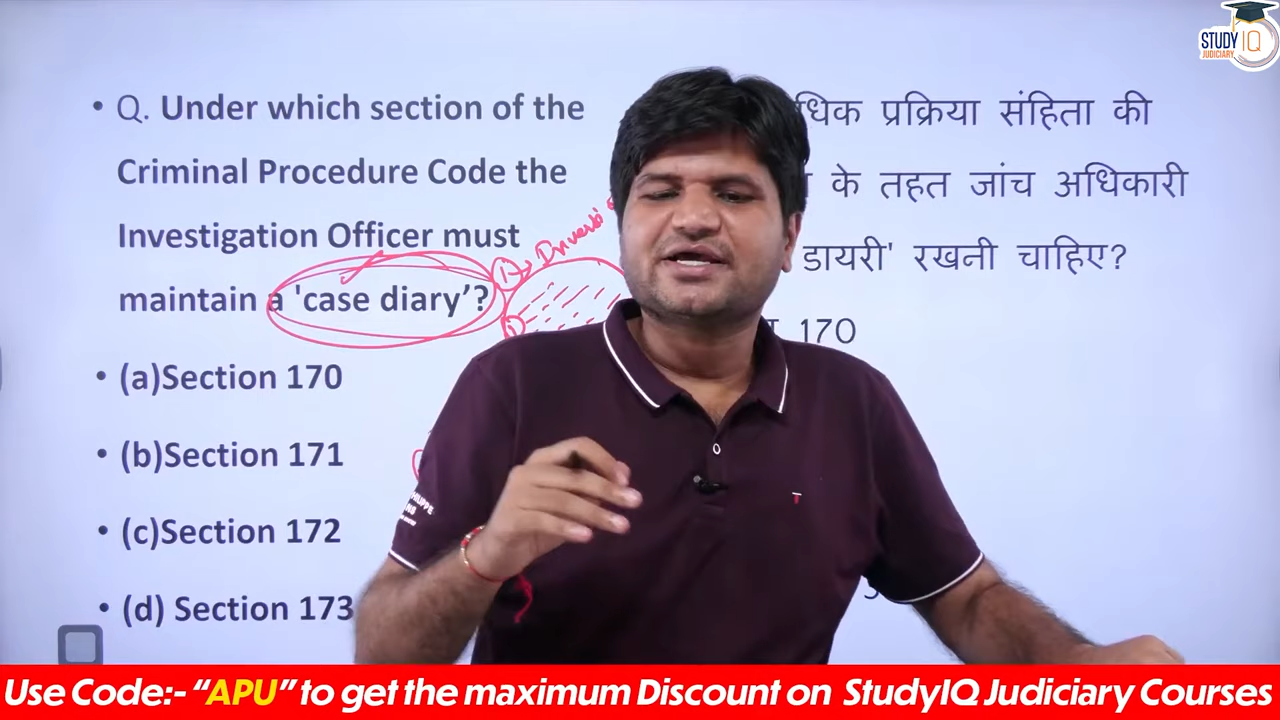 STUDY IQ
JUDICIARY
• Q. Under which section of the
Criminal Procedure Code the
Investigation Officer must
maintain a 'case diary'?
• (a)Section 170
• (b)Section 171
• (c)Section 172
• (d) Section 173
प्रक्रिया संहिता की
के तहत जांच अधिकारी
डायरी' रखनी चाहिए?
170
Use Code:- “APU” to get the maximum Discount on StudyIQ Judiciary Courses